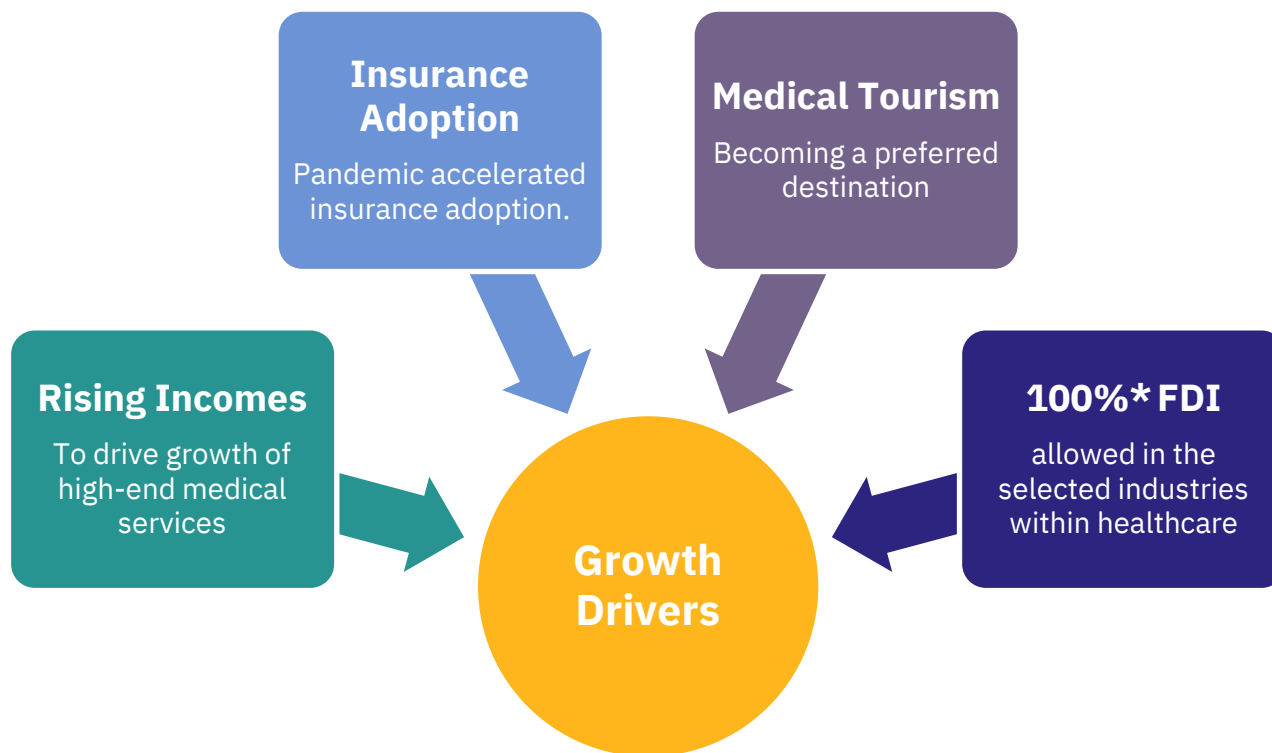 Insurance
Adoption
Pandemic accelerated
insurance adoption.
Medical Tourism
Becoming a preferred
destination
Rising Incomes
To drive growth of
high-end medical
services
100%* FDI
allowed in the
selected industries
within healthcare
Growth
Drivers